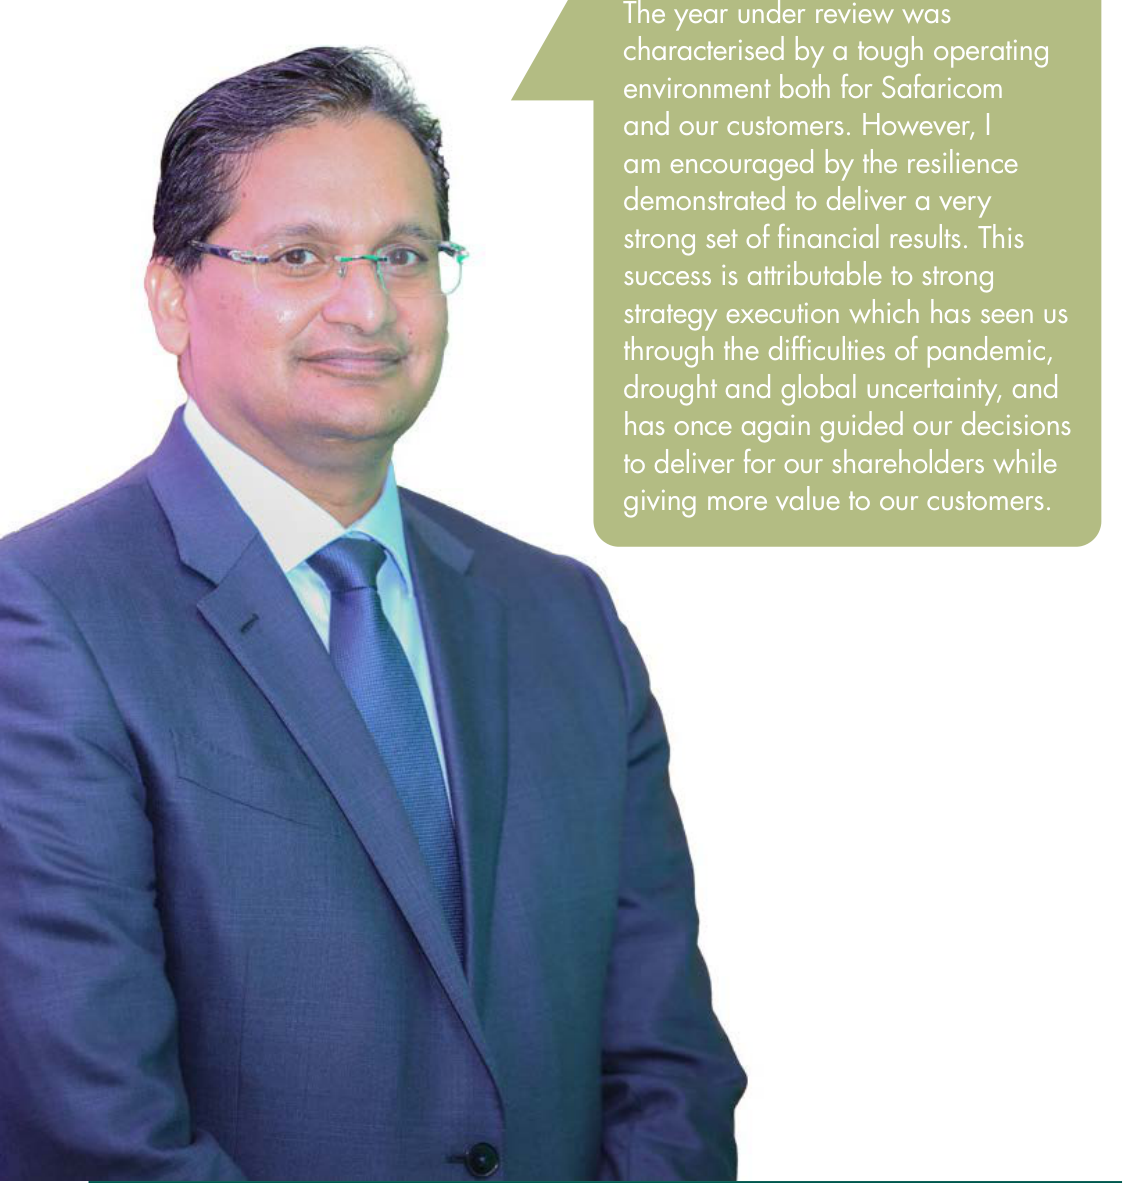 The year under review was
characterised by a tough operating
environment both for Safaricom
and our customers. However, I
am encouraged by the resilience
demonstrated to deliver a very
strong set of financial results. This
success is attributable to strong
strategy execution which has seen us
through the difficulties of pandemic,
drought and global uncertainty, and
has once again guided our decisions
to deliver for our shareholders while
giving more value to our customers.